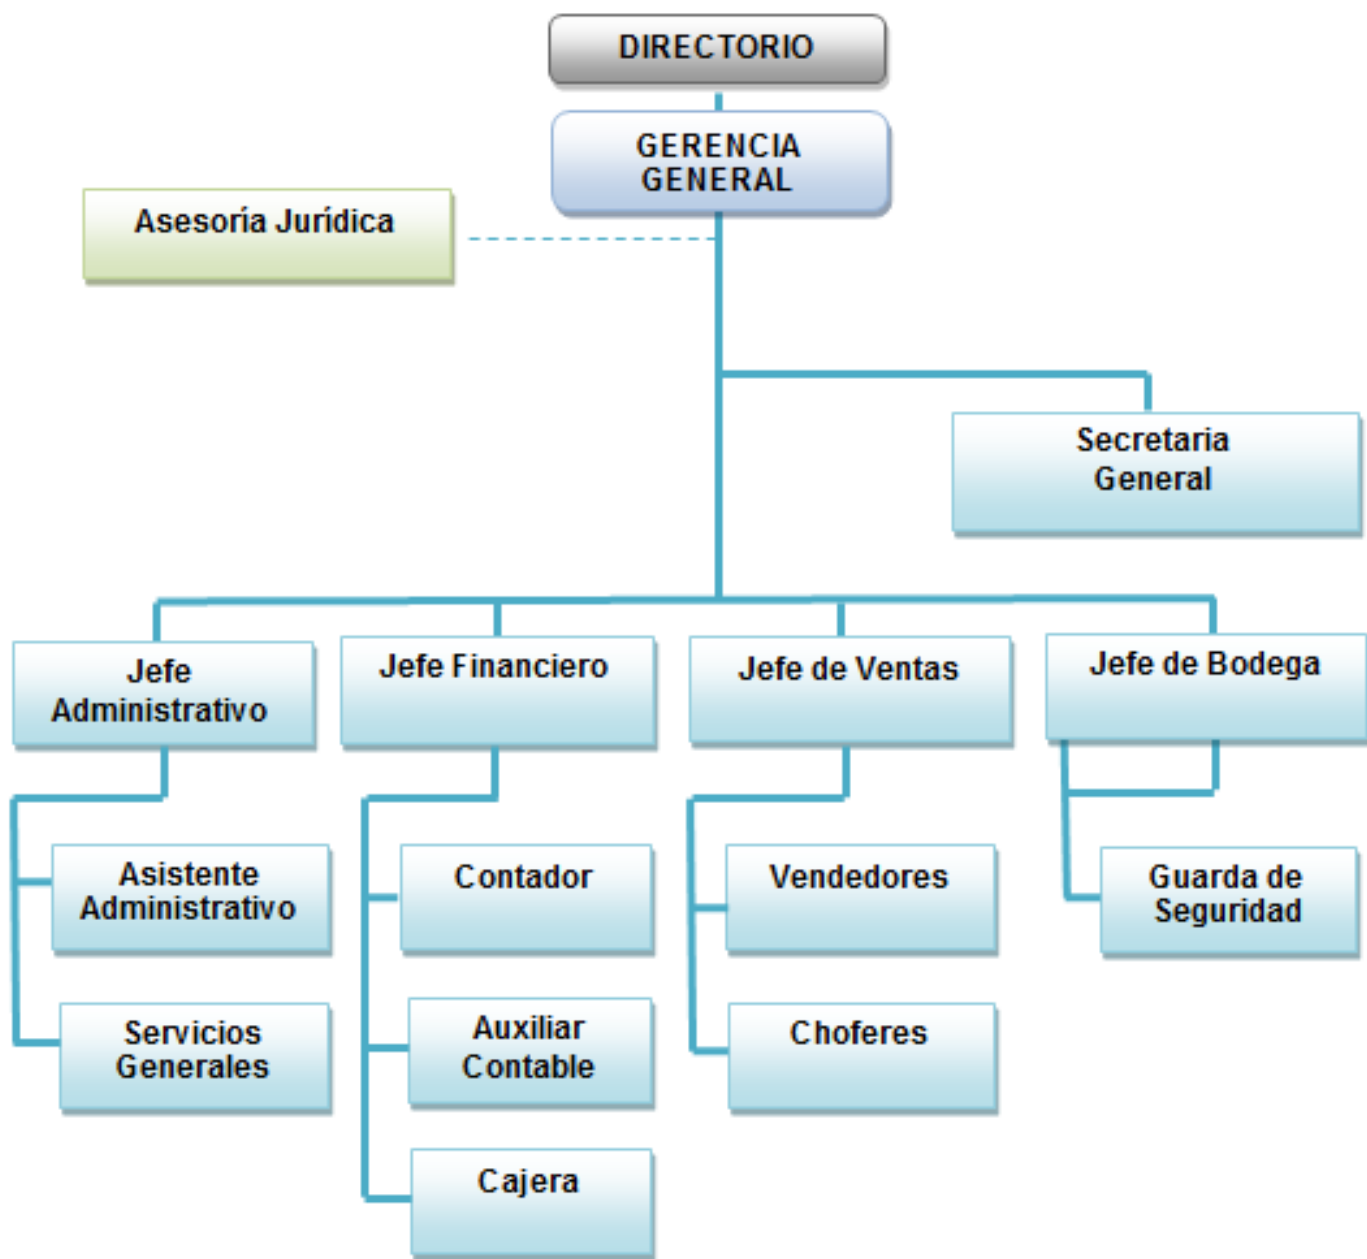 DIRECTORIO
GERENCIA
GENERAL
Asesoría Jurídica
Secretaria
General
Jefe
Administrativo
Jefe Financiero
Jefe de Ventas
Jefe de Bodega
Asistente
Administrativo
Contador
Vendedores
Guarda de
Seguridad
Servicios
Generales
Auxiliar
Contable
Choferes
Cajera